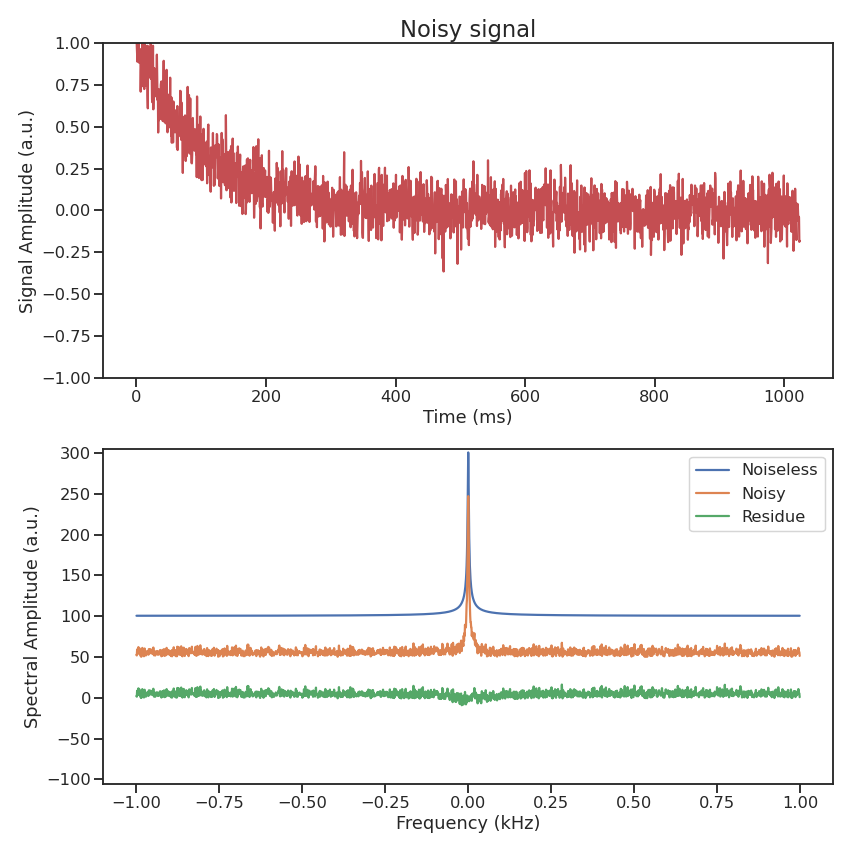 Noisy signal
1.00
0.75
0.50
0.25
0.00
−0.25
−0.50
−0.75
−1.00
Signal Amplitude (a.u.)
0 200 400 600 800 1000
Time (ms)
300
250
200
150
100
50
0
−50
−100
Spectral Amplitude (a.u.)
Noiseless
Noisy
Residue
−1.00 −0.75 −0.50 −0.25 0.00 0.25 0.50 0.75 1.00
Frequency (kHz)